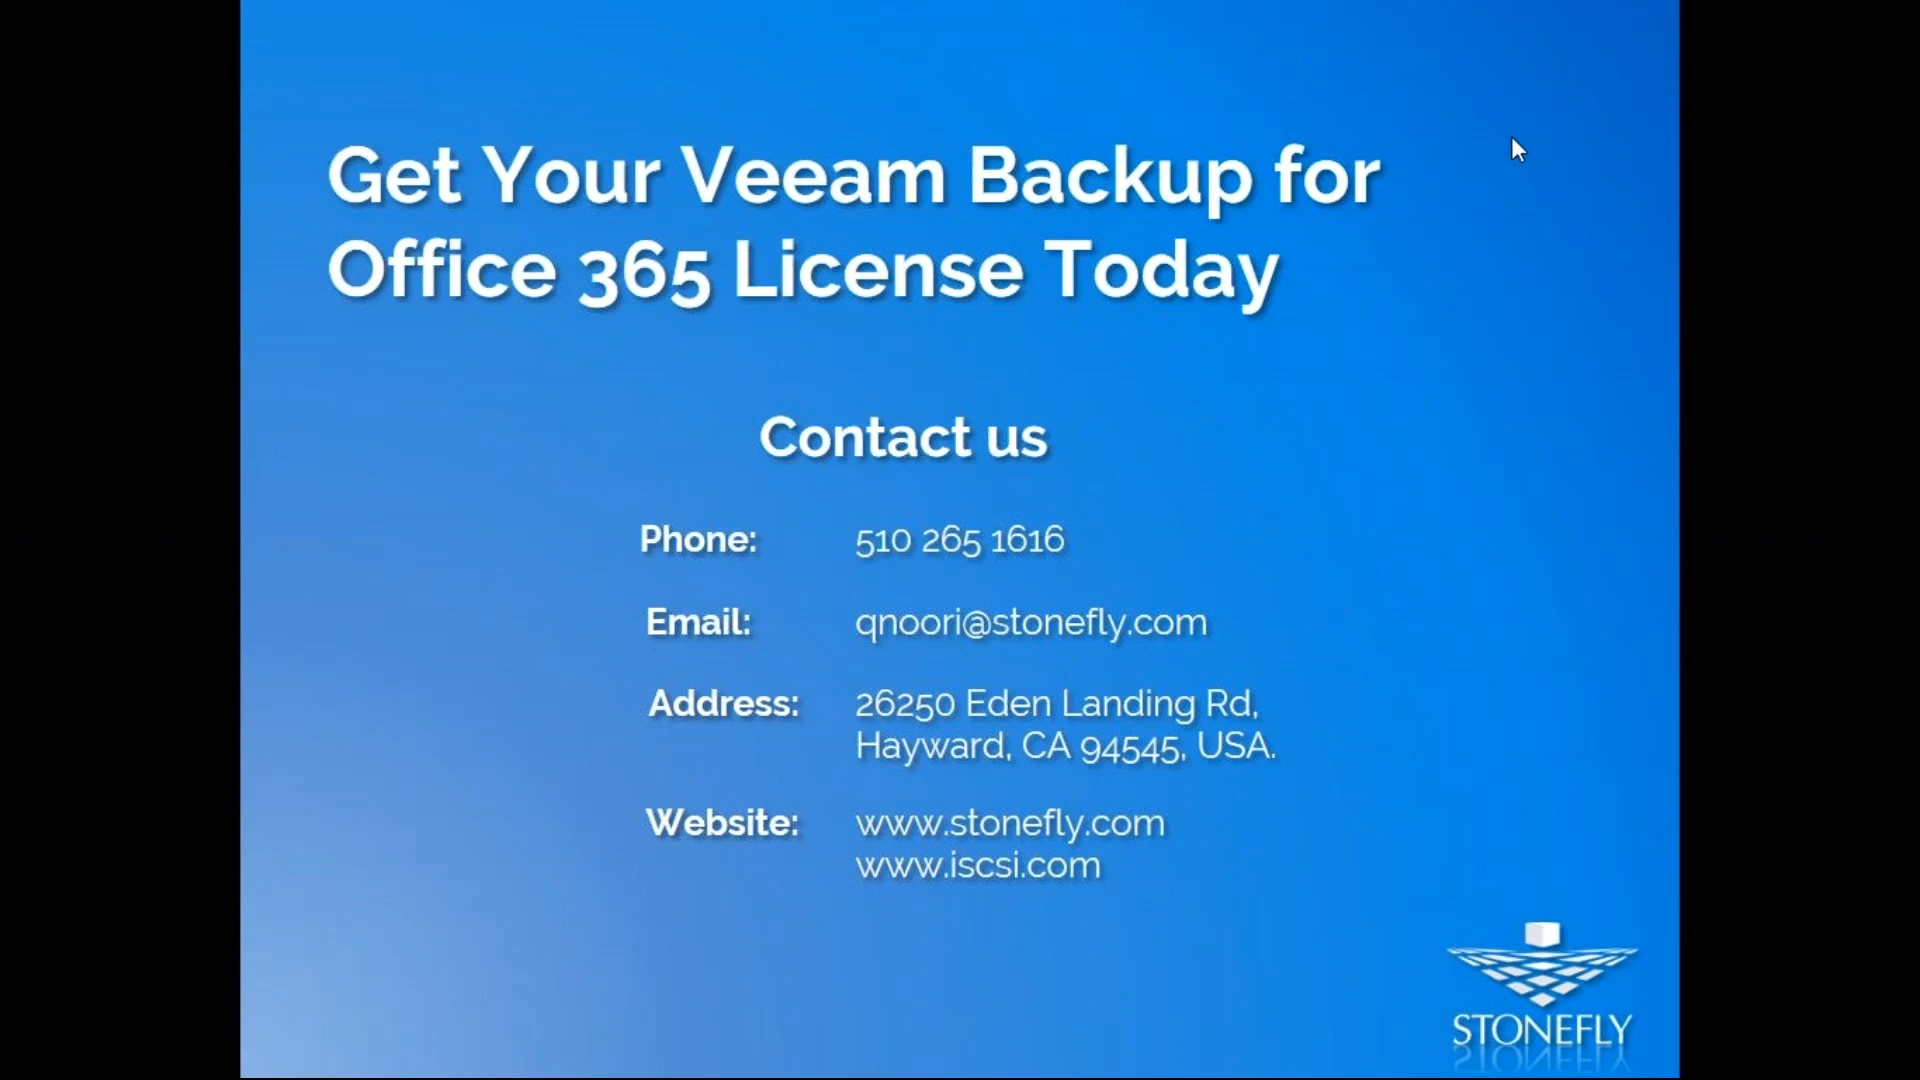 Get Your Veeam Backup for
Office 365 License Today
Contact us
Phone: 510 265 1616
Email: qnoori@stonefly.com
Address: 26250 Eden Landing Rd,
Hayward, CA 94545, USA.
Website: www.stonefly.com
www.iscsi.com
STONEFLY